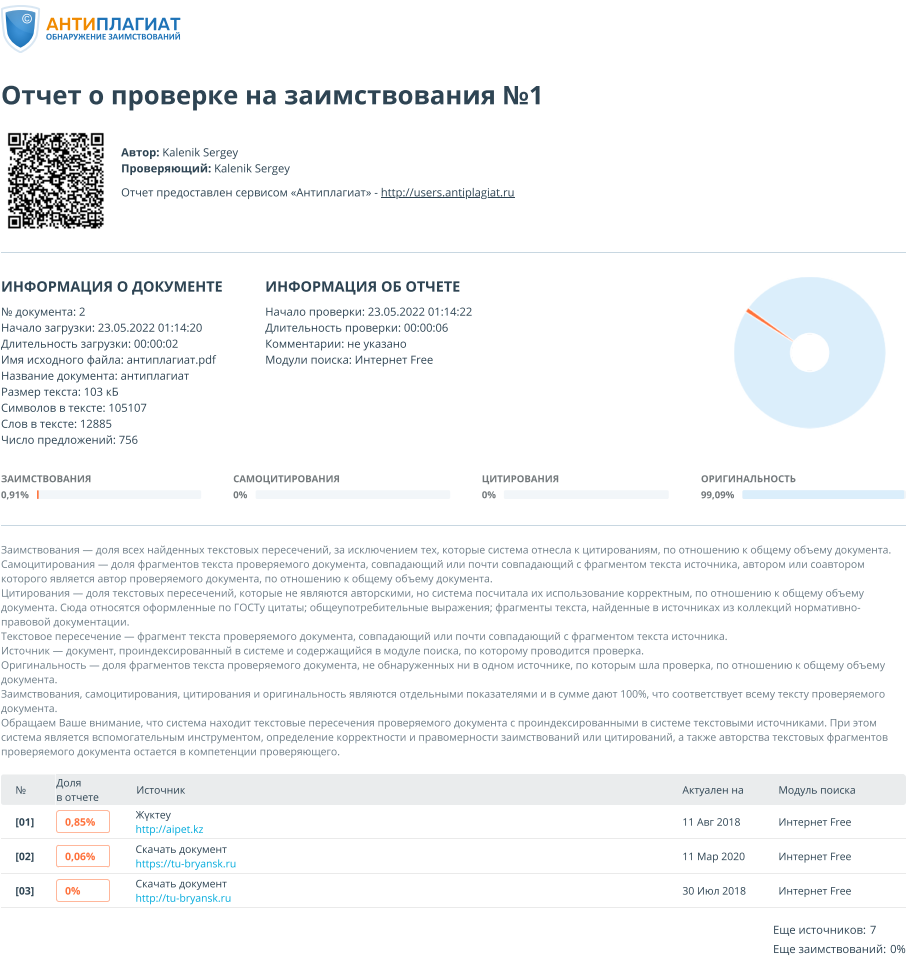 ©
АНТИПЛАГИАТ
ОБНАРУЖЕНИЕ ЗАИМСТВОВАНИЙ
Отчет о проверке на заимствования №1
Автор: Kalenik Sergey
Проверяющий: Kalenik Sergey
Отчет предоставлен сервисом «Антиплагиат» - http://users.antiplagiat.ru
ИНФОРМАЦИЯ О ДОКУМЕНТЕ
№ документа: 2
Начало загрузки: 23.05.2022 01:14:20
Длительность загрузки: 00:00:02
Имя исходного файла: антиплагиат.pdf
Название документа: антиплагиат
Размер текста: 103 кБ
Символов в тексте: 105107
Слов в тексте: 12885
Число предложений: 756
ИНФОРМАЦИЯ ОБ ОТЧЕТЕ
Начало проверки: 23.05.2022 01:14:22
Длительность проверки: 00:00:06
Комментарии: не указано
Модули поиска: Интернет Free
ЗАИМСТВОВАНИЯ
0,91%
САМОЦИТИРОВАНИЯ
0%
ЦИТИРОВАНИЯ
0%
ОРИГИНАЛЬНОСТЬ
99,09%
Заимствования — доля всех найденных текстовых пересечений, за исключением тех, которые система отнесла к цитированиям, по отношению к общему объему документа.
Самоцитирования — доля фрагментов текста проверяемого документа, совпадающий или почти совпадающий с фрагментом текста источника, автором или соавтором
которого является автор проверяемого документа, по отношению к общему объему документа.
Цитирования — доля текстовых пересечений, которые не являются авторскими, но система посчитала их использование корректным, по отношению к общему объему
документа. Сюда относятся оформленные по ГОСТу цитаты; общеупотребительные выражения; фрагменты текста, найденные в источниках из коллекций нормативно-
правовой документации.
Текстовое пересечение — фрагмент текста проверяемого документа, совпадающий или почти совпадающий с фрагментом текста источника.
Источник — документ, проиндексированный в системе и содержащийся в модуле поиска, по которому проводится проверка.
Оригинальность — доля фрагментов текста проверяемого документа, не обнаруженных ни в одном источнике, по которым шла проверка, по отношению к общему объему
документа.
Заимствования, самоцитирования, цитирования и оригинальность являются отдельными показателями и в сумме дают 100%, что соответствует всему тексту проверяемого
документа.
Обращаем Ваше внимание, что система находит текстовые пересечения проверяемого документа с проиндексированными в системе текстовыми источниками. При этом
система является вспомогательным инструментом, определение корректности и правомерности заимствований или цитирований, а также авторства текстовых фрагментов
проверяемого документа остается в компетенции проверяющего.
№ Доля в отчете Источник Актуален на Модуль поиска
[01] 0,85% Жүктеу 11 Авг 2018 Интернет Free
http://aipet.kz
[02] 0,06% Скачать документ 11 Мар 2020 Интернет Free
https://tu-bryansk.ru
[03] 0% Скачать документ 30 Июл 2018 Интернет Free
http://tu-bryansk.ru
Еще источников: 7
Еще заимствований: 0%